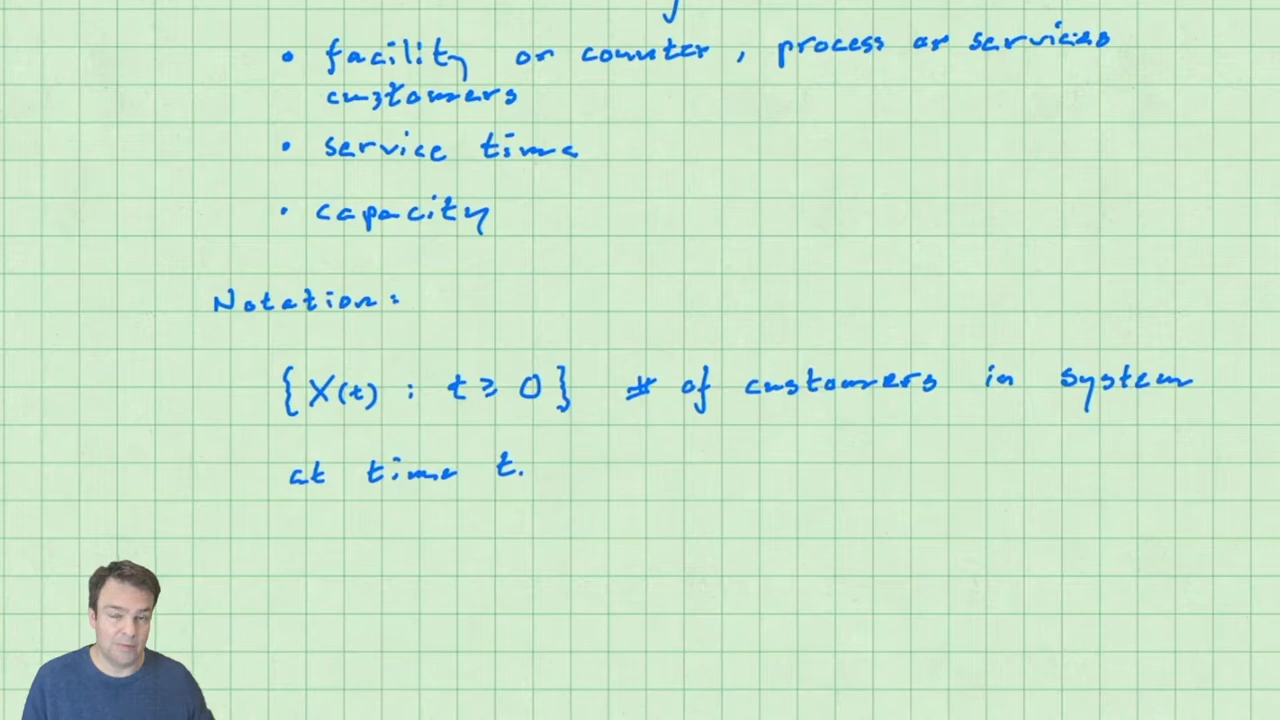 • facility or counter, process or services
customers
• service time
• capacity
Notation:
{X(t) : t ≥ 0} # of customers in system
at time t.